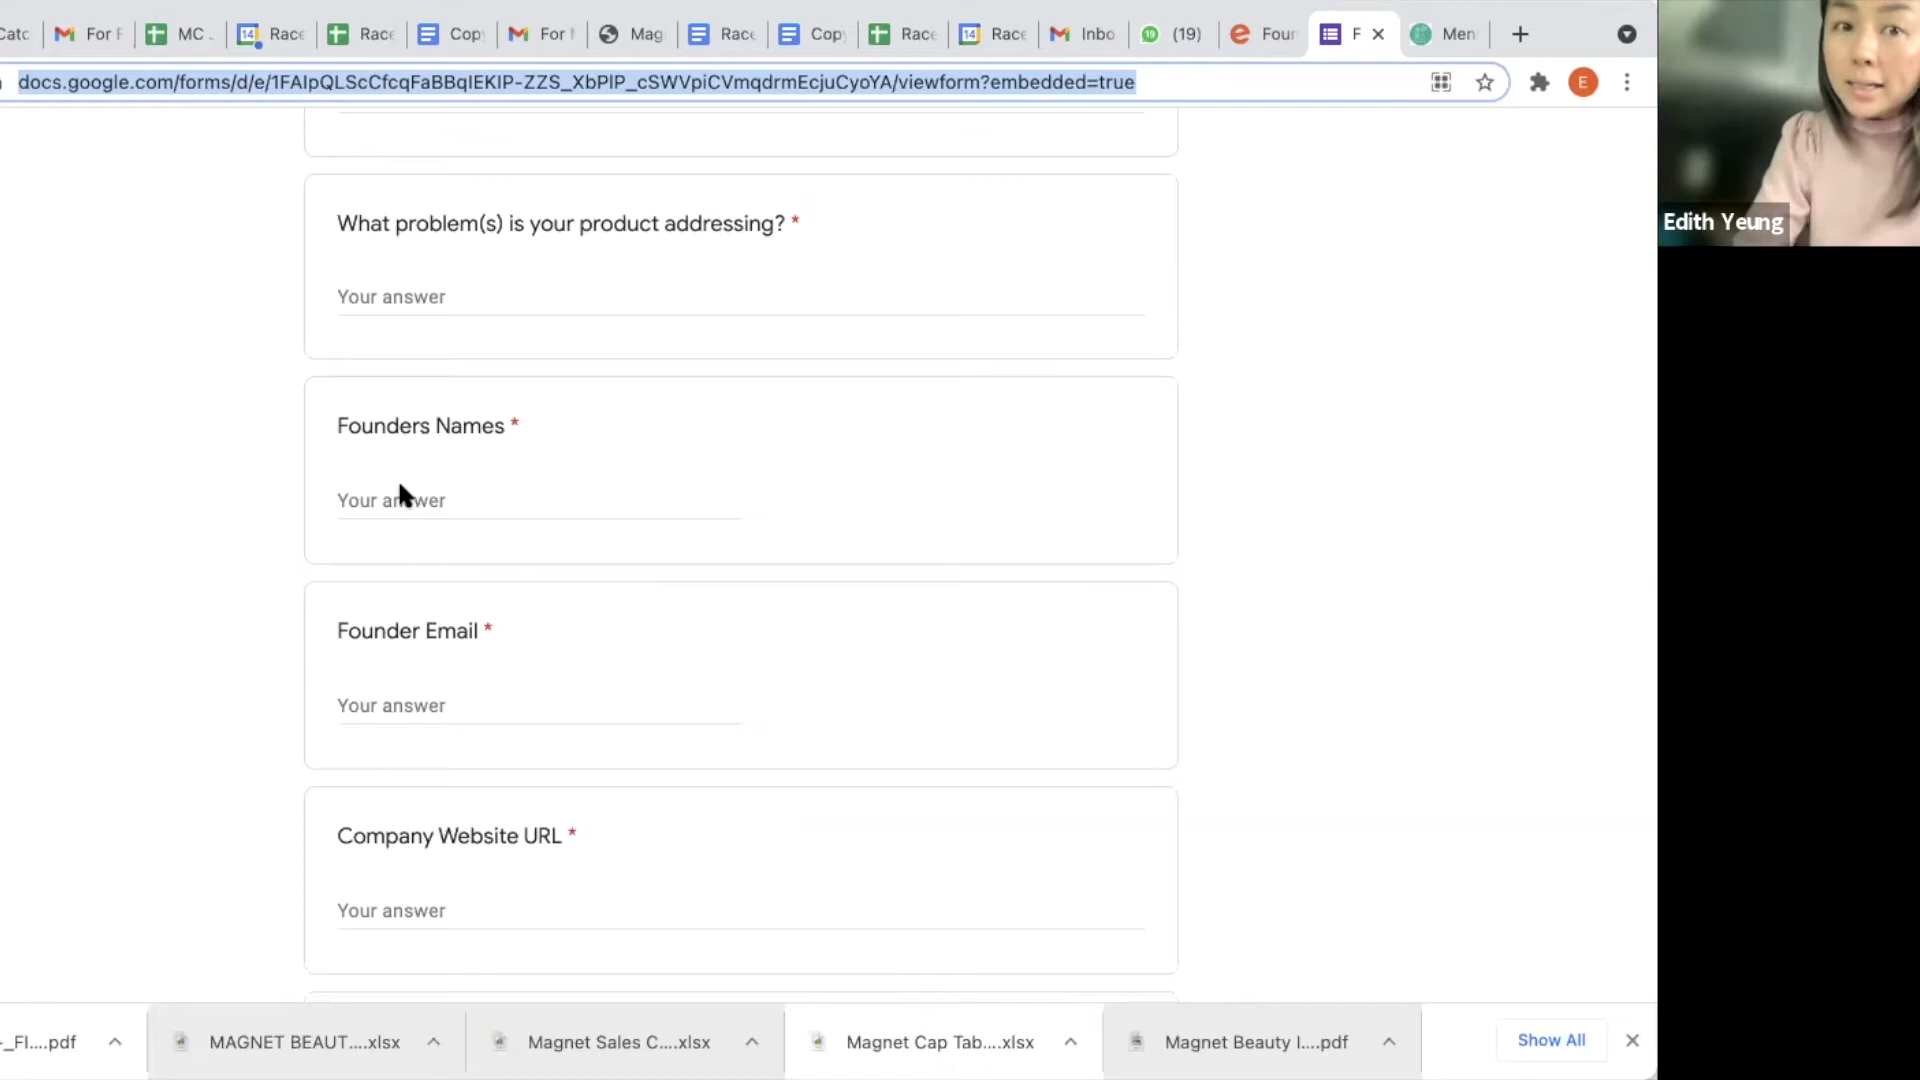 Catc
For F
MC
Race
Race
Copy
For
Mag
Race
Copy
Race
Race
Inbo
(19)
Four
F
Men
docs.google.com/forms/d/e/1FAIpQLScCfcqFaBBqIEKIP-ZZS_XbPIP_cSWVpiCVmqdrmEcjuCyoYA/viewform?embedded=true
E
Edith Yeung
What problem(s) is your product addressing? *
Your answer
Founders Names *
Your answer
Founder Email *
Your answer
Company Website URL *
Your answer
-_FI....pdf
MAGNET BEAUT....xlsx
Magnet Sales C....xlsx
Magnet Cap Tab....xlsx
Magnet Beauty I....pdf
Show All